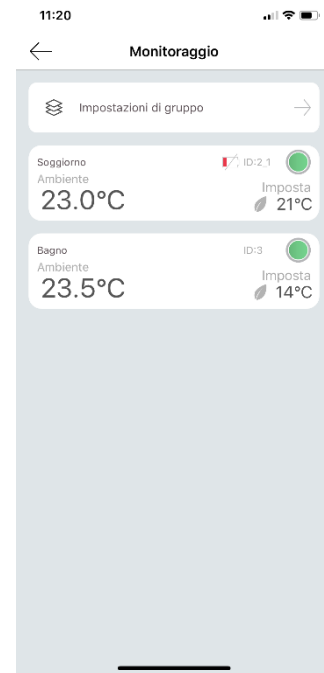 11:20
Monitoraggio
Impostazioni di gruppo
Soggiorno ID:2_1
Ambiente
Imposta
23.0°C 21°C
Bagno ID:3
Ambiente
Imposta
23.5°C 14°C